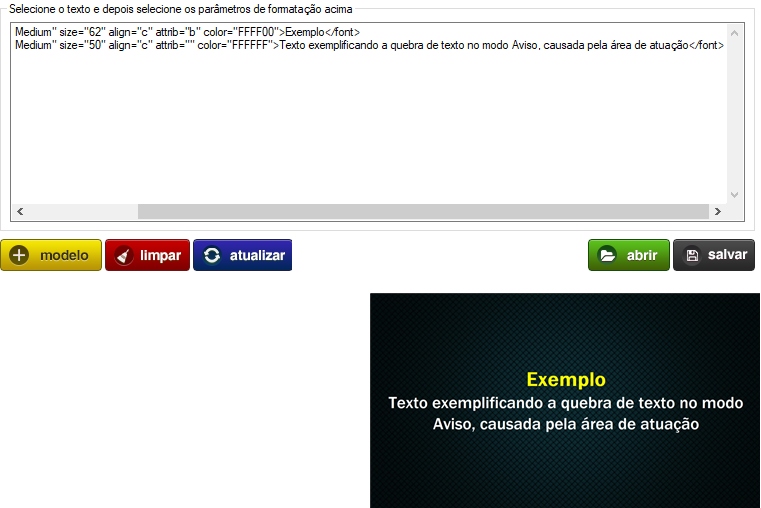 Selecione o texto e depois selecione os parâmetros de formatação acima
Medium" size="62" align="c" attrib="b" color="FFFF00">Exemplo</font>
Medium" size="50" align="c" attrib="" color="FFFFFF">Texto exemplificando a quebra de texto no modo Aviso, causada pela área de atuação</font>
modelo
limpar
atualizar
abrir
salvar
Exemplo
Texto exemplificando a quebra de texto no modo
Aviso, causada pela área de atuação